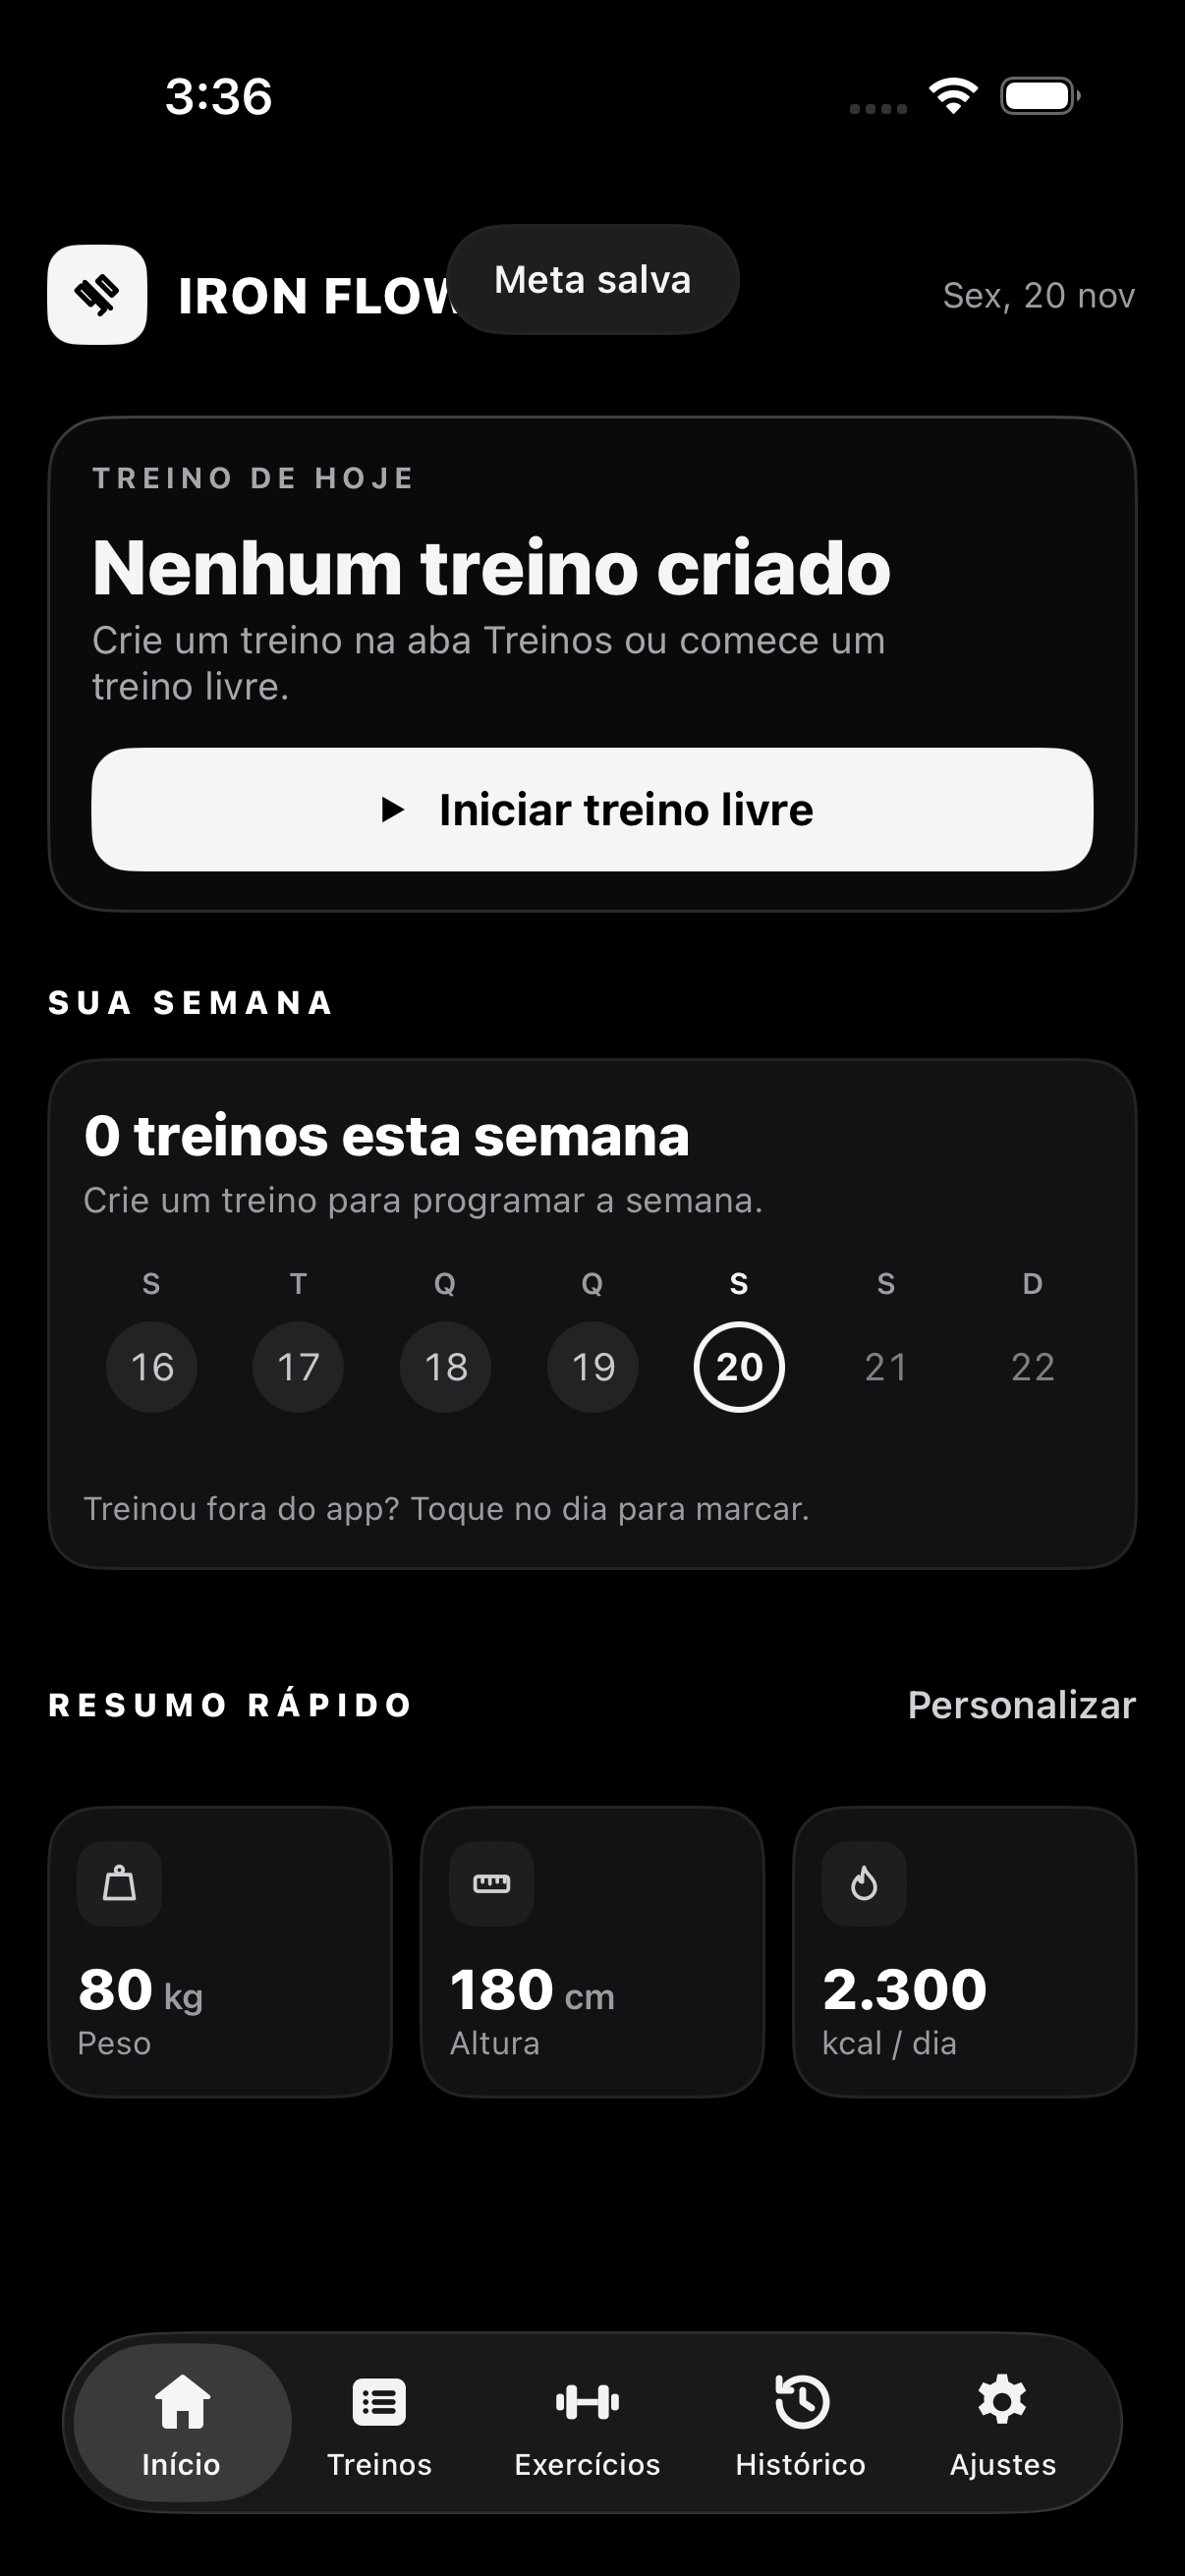 3:36
IRON FLOW
Meta salva
Sex, 20 nov
TREINO DE HOJE
Nenhum treino criado
Crie um treino na aba Treinos ou comece um
treino livre.
Iniciar treino livre
SUA SEMANA
0 treinos esta semana
Crie um treino para programar a semana.
S T Q Q S S D
16 17 18 19 20 21 22
Treinou fora do app? Toque no dia para marcar.
RESUMO RÁPIDO
Personalizar
80 kg
Peso
180 cm
Altura
2.300
kcal / dia
Início
Treinos
Exercícios
Histórico
Ajustes